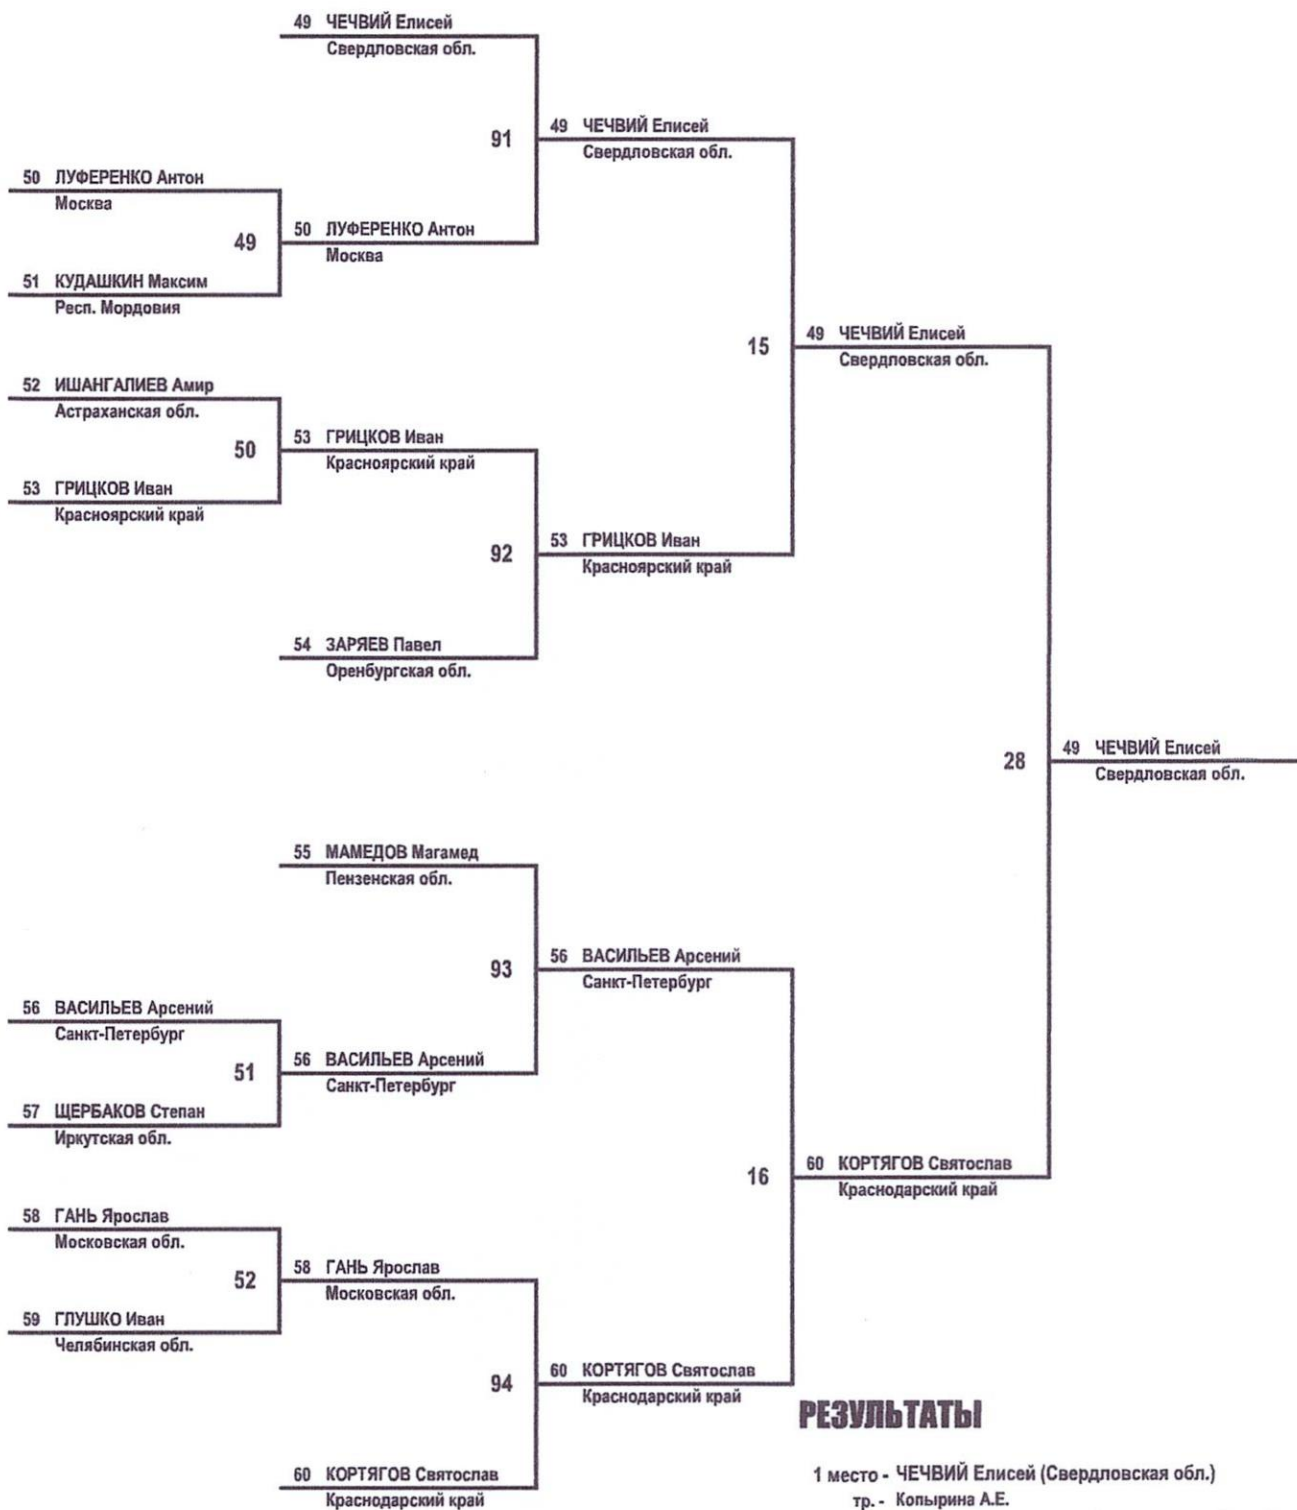 49 ЧЕЧВИЙ Елисей
Свердловская обл.
91
49 ЧЕЧВИЙ Елисей
Свердловская обл.
50 ЛУФЕРЕНКО Антон
Москва
49
50 ЛУФЕРЕНКО Антон
Москва
51 КУДАШКИН Максим
Респ. Мордовия
15
49 ЧЕЧВИЙ Елисей
Свердловская обл.
52 ИШАНГАЛИЕВ Амир
Астраханская обл.
50
53 ГРИЦКОВ Иван
Красноярский край
53 ГРИЦКОВ Иван
Красноярский край
92
53 ГРИЦКОВ Иван
Красноярский край
54 ЗАРЯЕВ Павел
Оренбургская обл.
28
49 ЧЕЧВИЙ Елисей
Свердловская обл.
55 МАМЕДОВ Магамед
Пензенская обл.
93
56 ВАСИЛЬЕВ Арсений
Санкт-Петербург
56 ВАСИЛЬЕВ Арсений
Санкт-Петербург
51
56 ВАСИЛЬЕВ Арсений
Санкт-Петербург
57 ЩЕРБАКОВ Степан
Иркутская обл.
16
60 КОРТЯГОВ Святослав
Краснодарский край
58 ГАНЬ Ярослав
Московская обл.
52
58 ГАНЬ Ярослав
Московская обл.
59 ГЛУШКО Иван
Челябинская обл.
94
60 КОРТЯГОВ Святослав
Краснодарский край
РЕЗУЛЬТАТЫ
60 КОРТЯГОВ Святослав
Краснодарский край
1 место - ЧЕЧВИЙ Елисей (Свердловская обл.)
тр. - Копырина А.Е.